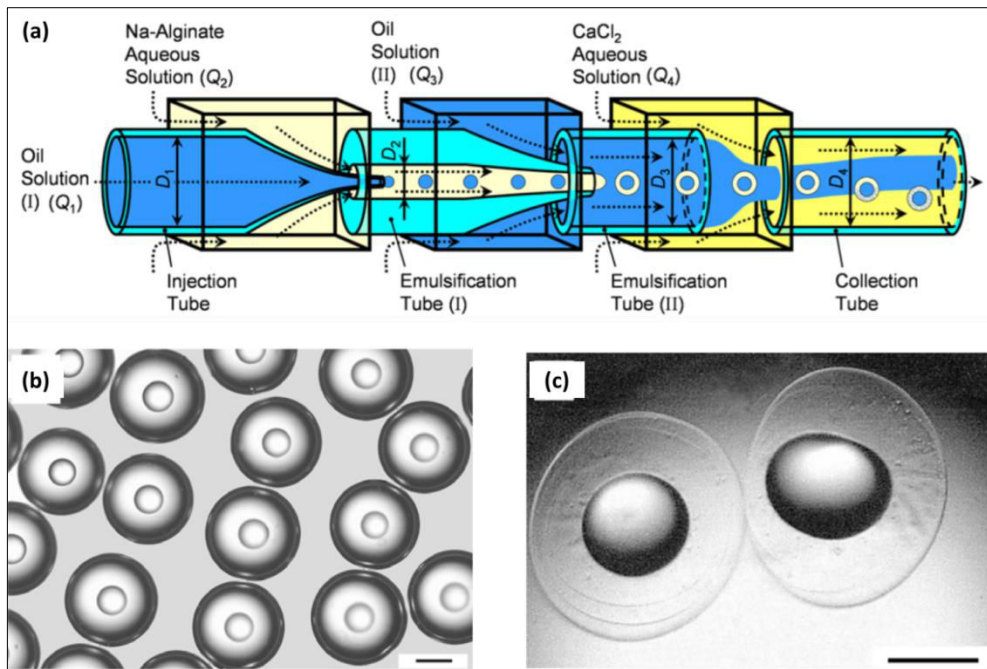 (a)
Na-Alginate
Aqueous
Solution (Q2)
Oil
Solution
(II) (Q3)
CaCl2
Aqueous
Solution (Q4)
Oil
Solution
(I) (Q1)
D1
D2
D3
D4
Injection
Tube
Emulsification
Tube (I)
Emulsification
Tube (II)
Collection
Tube
(b)
(c)